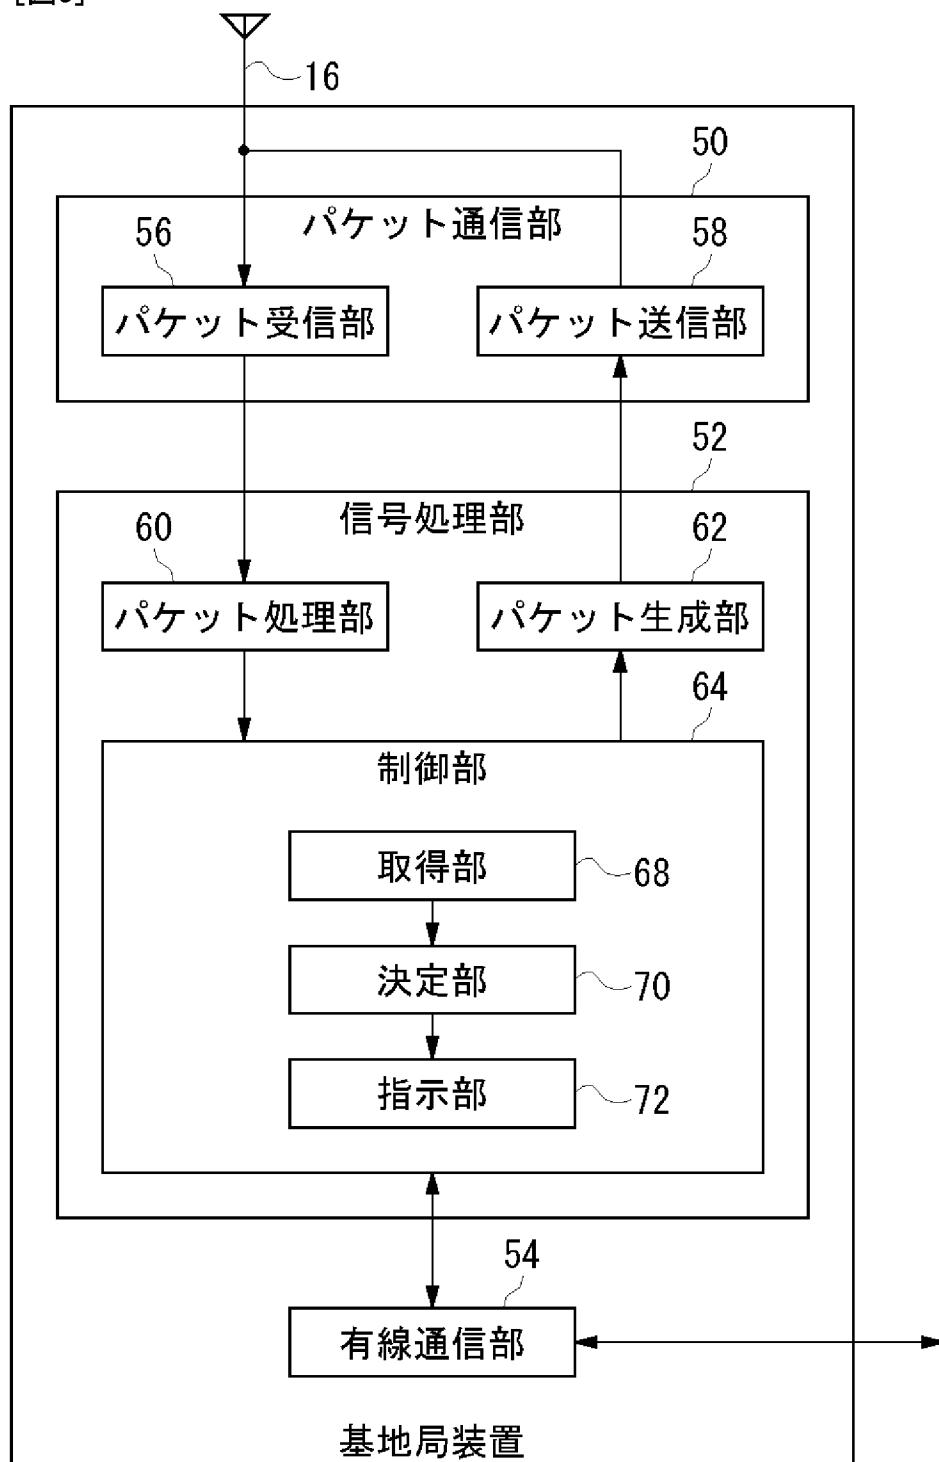 16
50
パケット通信部
56
58
パケット受信部
パケット送信部
52
信号処理部
60
62
パケット処理部
パケット生成部
64
制御部
取得部
68
決定部
70
指示部
72
54
有線通信部
基地局装置